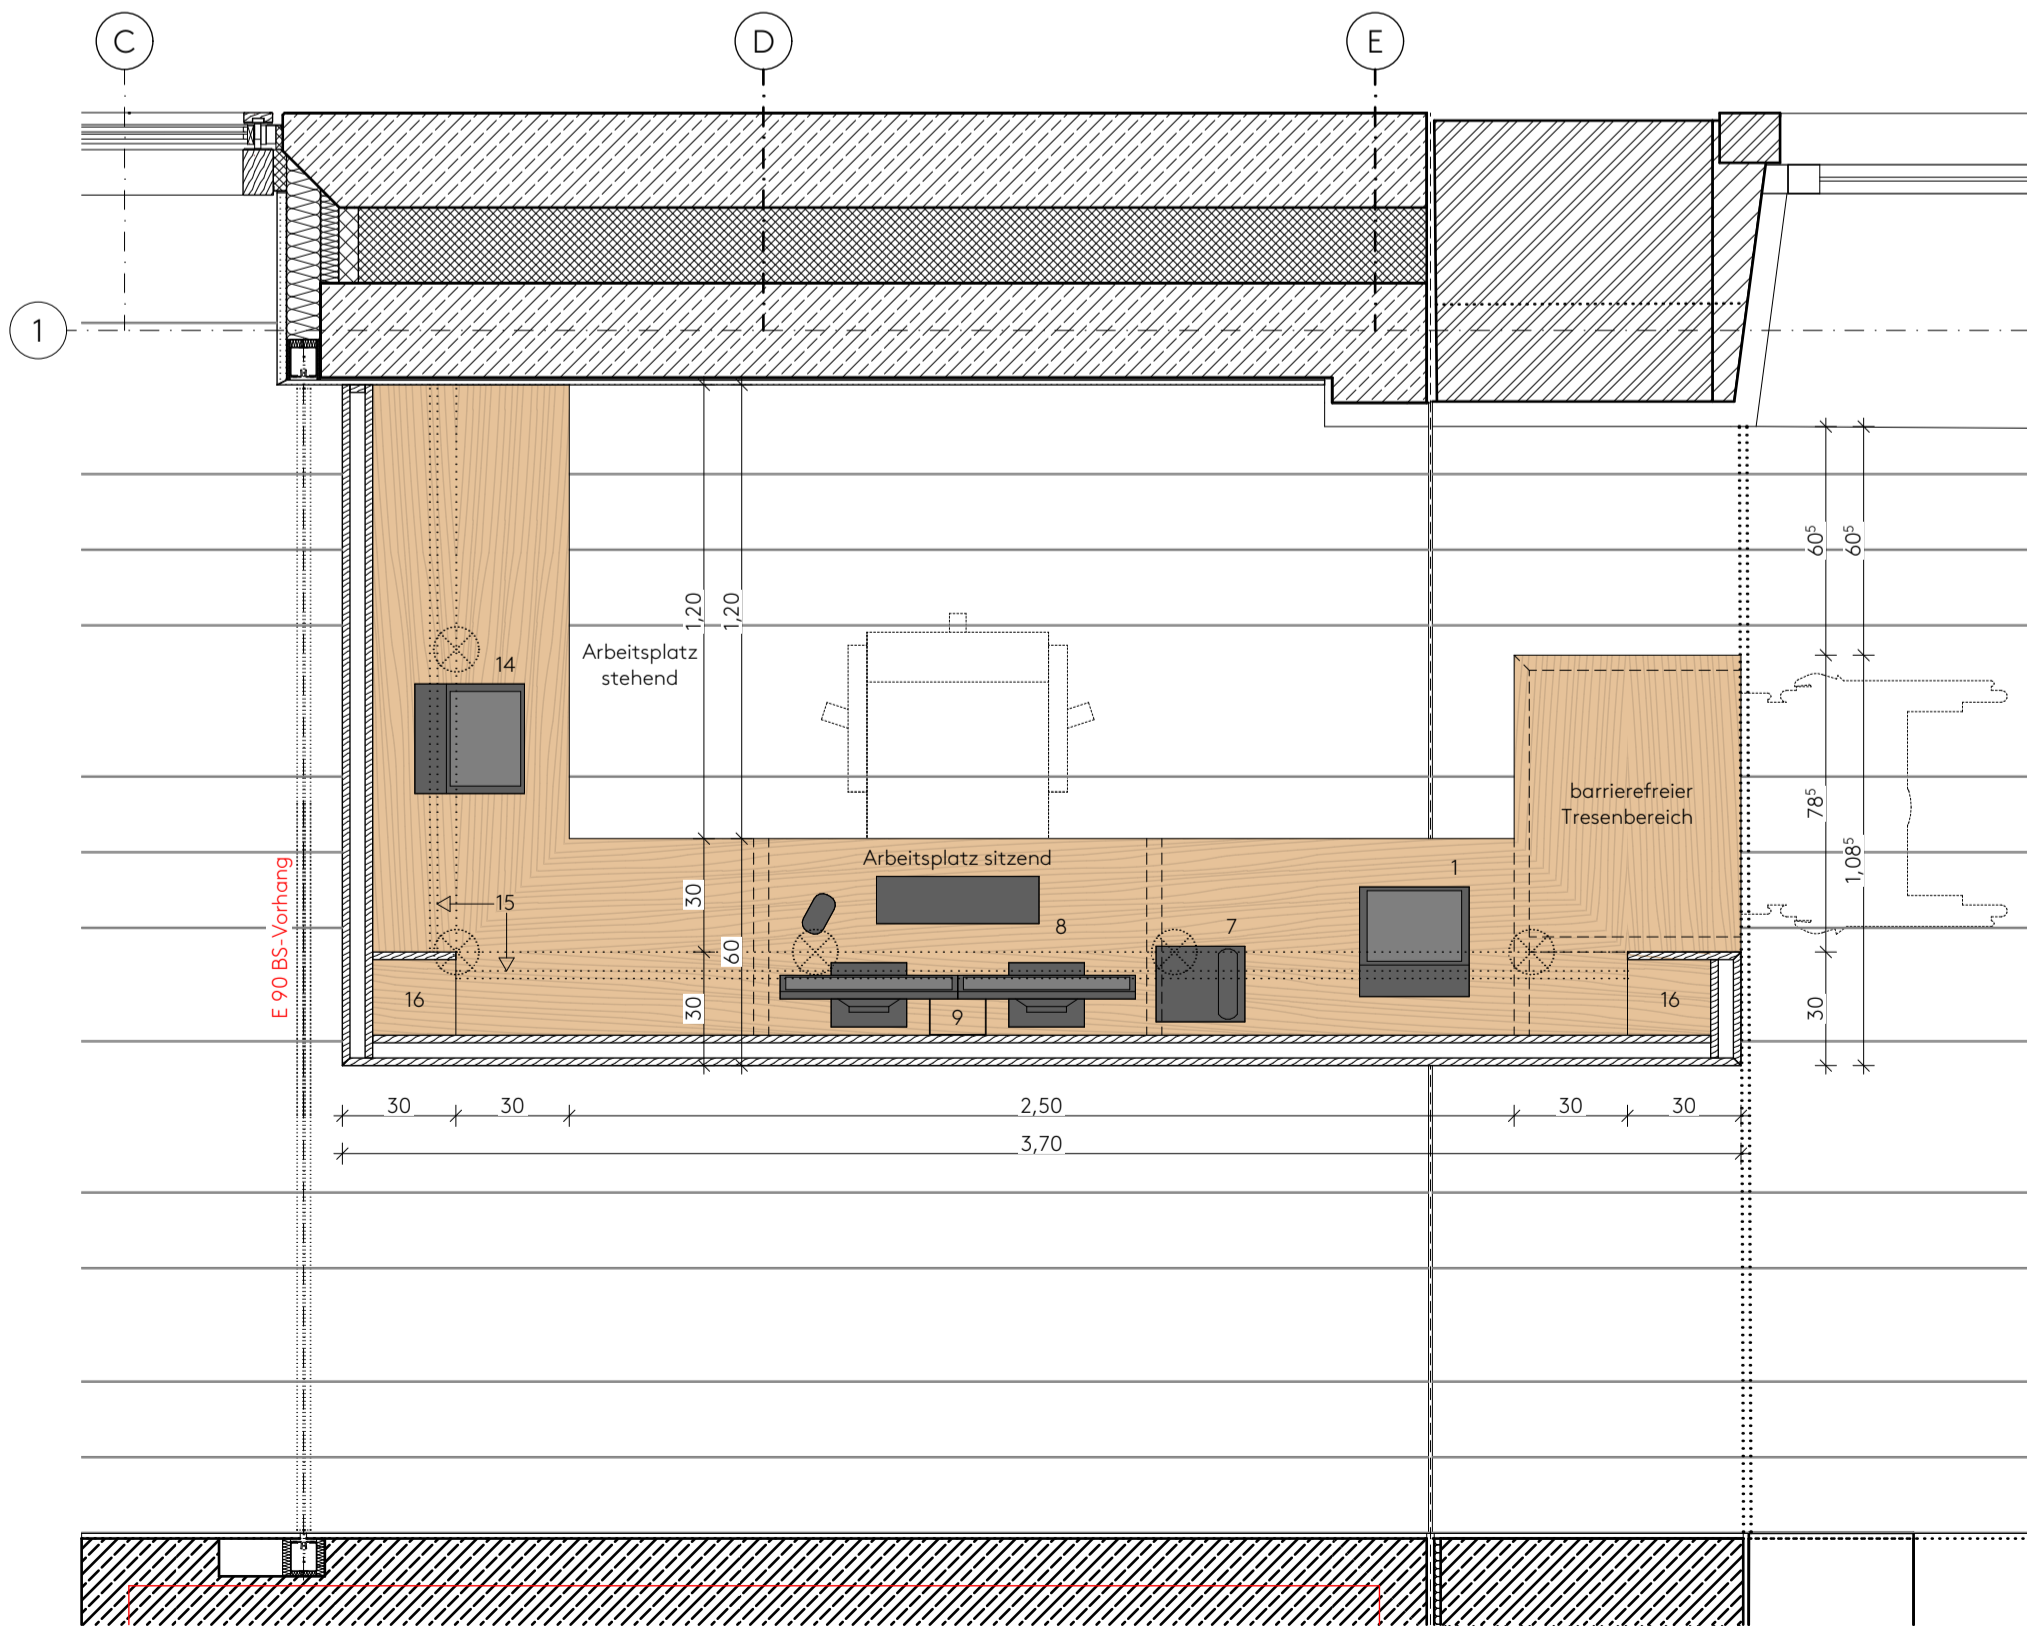 C
D
E
1
60⁵
60⁵
1,20
1,20
Arbeitsplatz
stehend
14
barrierefreier
Tresenbereich
78⁵
1,08⁵
Arbeitsplatz sitzend
1
E 90 BS-Vorhang
15
30
8
7
60
16
9
30
16
30
30
30
2,50
30
30
3,70